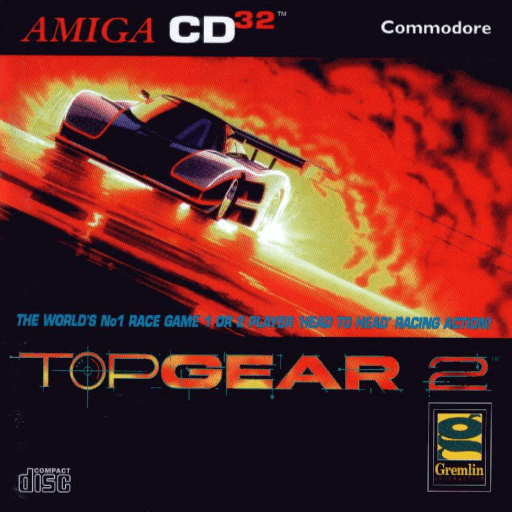 AMIGA CD32™
Commodore
THE WORLD'S No1 RACE GAME 1 OR 2 PLAYER 'HEAD TO HEAD' RACING ACTION!
TOPGEAR 2™
g
Gremlin
INTERACTIVE
COMPACT
disc